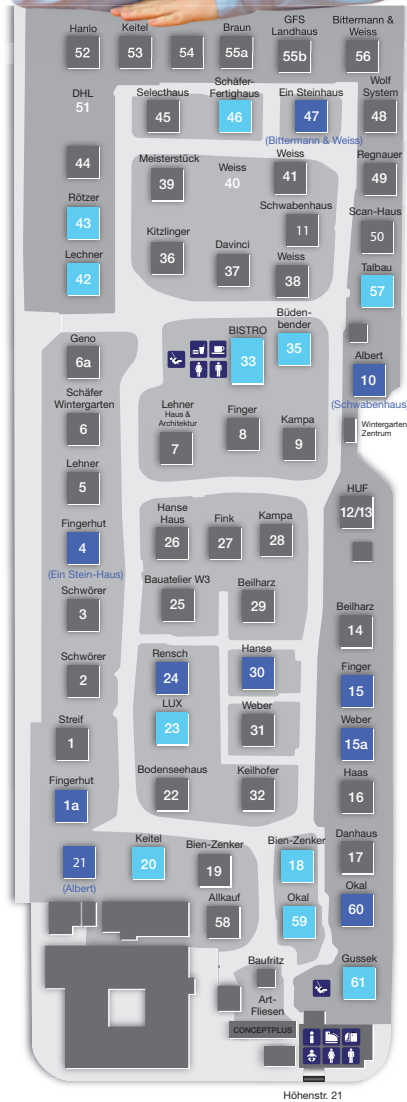 Hanlo
52
Keitel
53
54
Braun
55a
GFS
Landhaus
55b
Bittermann &
Weiss
56
DHL
51
Selecthaus
45
Schäfer-
Fertighaus
46
Ein Steinhaus
47
(Bittermann & Weiss)
Wolf
System
48
44
Meisterstück
39
Weiss
40
Weiss
41
Regnauer
49
Rötzer
43
Schwabenhaus
11
Scan-Haus
50
Lechner
42
Kitzlinger
36
Davinci
37
Weiss
38
Talbau
57
Geno
6a
BISTRO
33
Büden-
bender
35
Albert
10
(Schwabenhaus)
Schäfer
Wintergarten
6
Lehner
Haus &
Architektur
7
Finger
8
Kampa
9
Wintergarten
Zentrum
Lehner
5
HUF
12/13
Fingerhut
4
(Ein Stein-Haus)
Hanse
Haus
26
Fink
27
Kampa
28
Schwörer
3
Bauatelier W3
25
Beilharz
29
Beilharz
14
Schwörer
2
Rensch
24
Hanse
30
Finger
15
Streif
1
LUX
23
Weber
31
Weber
15a
Fingerhut
1a
Bodenseehaus
22
Keilhofer
32
Haas
16
21
(Albert)
Keitel
20
Bien-Zenker
19
Bien-Zenker
18
Danhaus
17
Allkauf
58
Okal
59
Okal
60
Baufritz
Gussek
61
Art-
Fliesen
CONCEPTPLUS
i
Höhenstr. 21